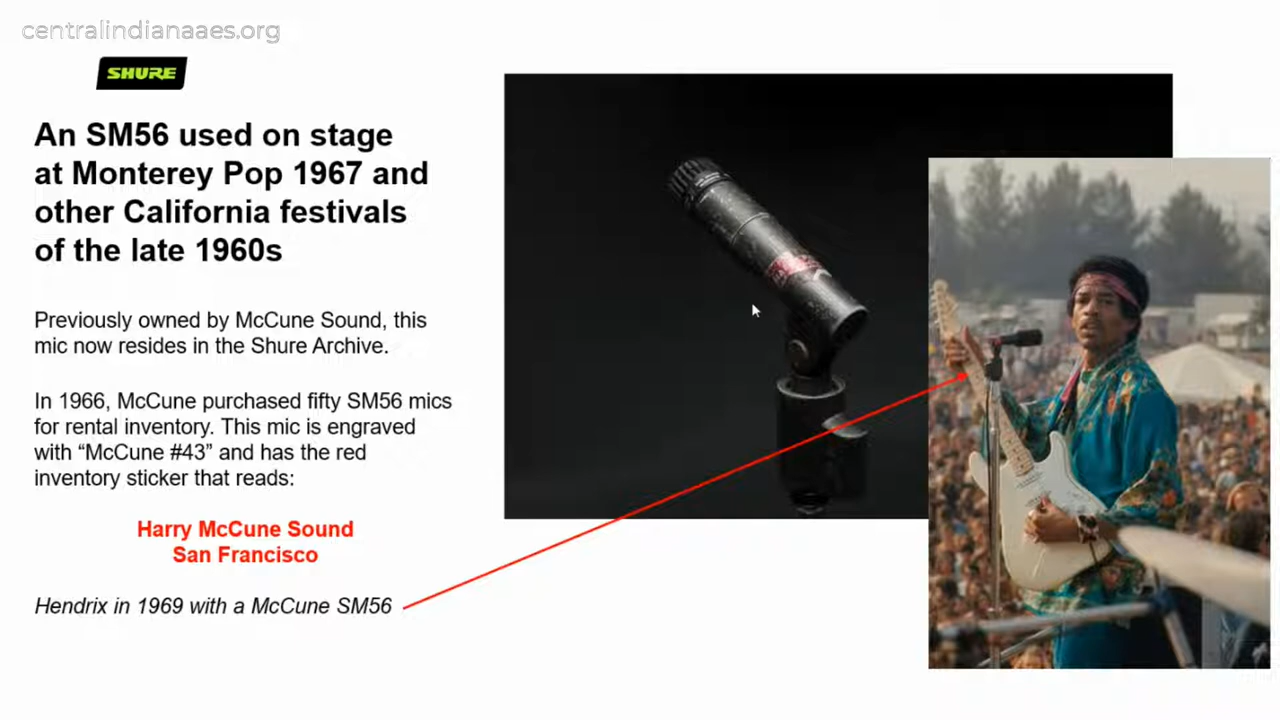 centralindianaaes.org
SHURE
An SM56 used on stage
at Monterey Pop 1967 and
other California festivals
of the late 1960s
Previously owned by McCune Sound, this
mic now resides in the Shure Archive.
In 1966, McCune purchased fifty SM56 mics
for rental inventory. This mic is engraved
with “McCune #43” and has the red
inventory sticker that reads:
Harry McCune Sound
San Francisco
Hendrix in 1969 with a McCune SM56